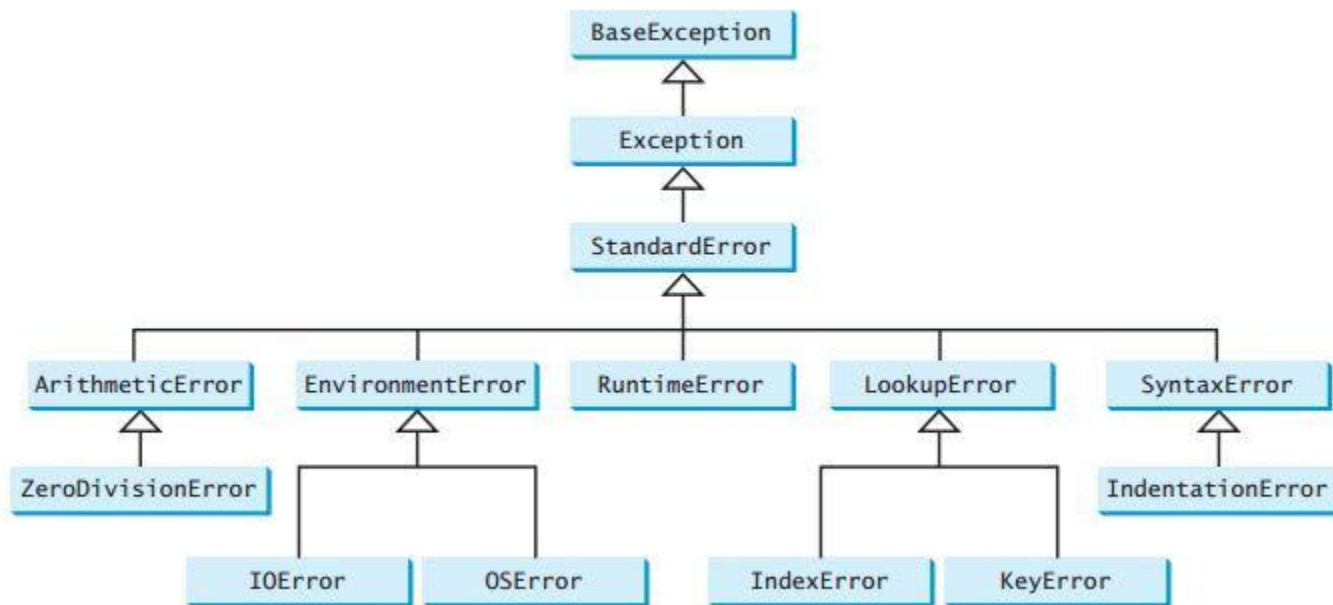 BaseException
Exception
StandardError
ArithmeticError
EnvironmentError
RuntimeError
LookupError
SyntaxError
ZeroDivisionError
IndentationError
IOError
OSError
IndexError
KeyError